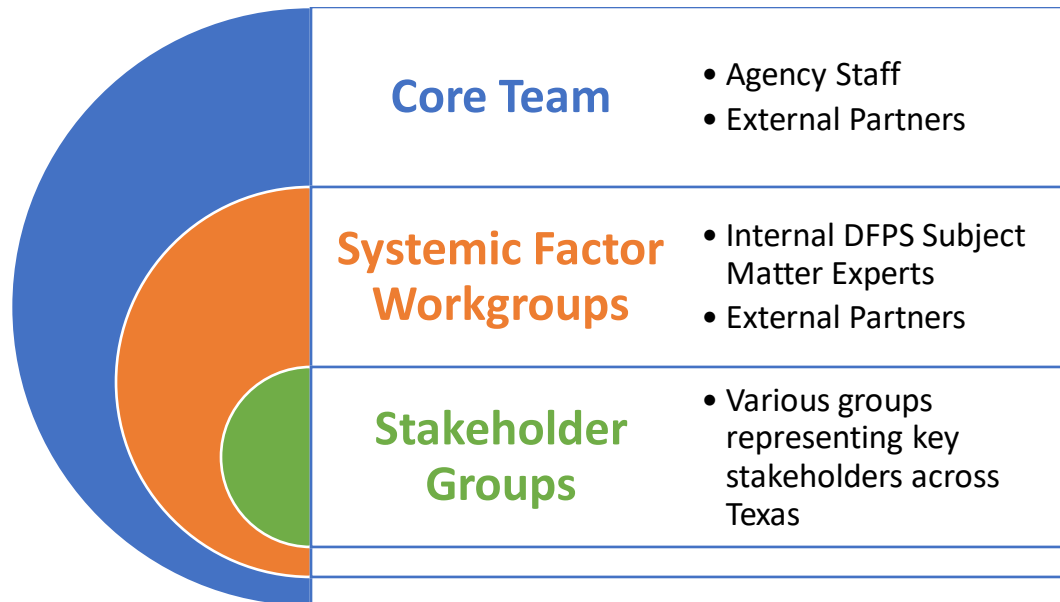 Core Team
• Agency Staff
• External Partners
Systemic Factor
Workgroups
• Internal DFPS Subject
Matter Experts
• External Partners
Stakeholder
Groups
• Various groups
representing key
stakeholders across
Texas